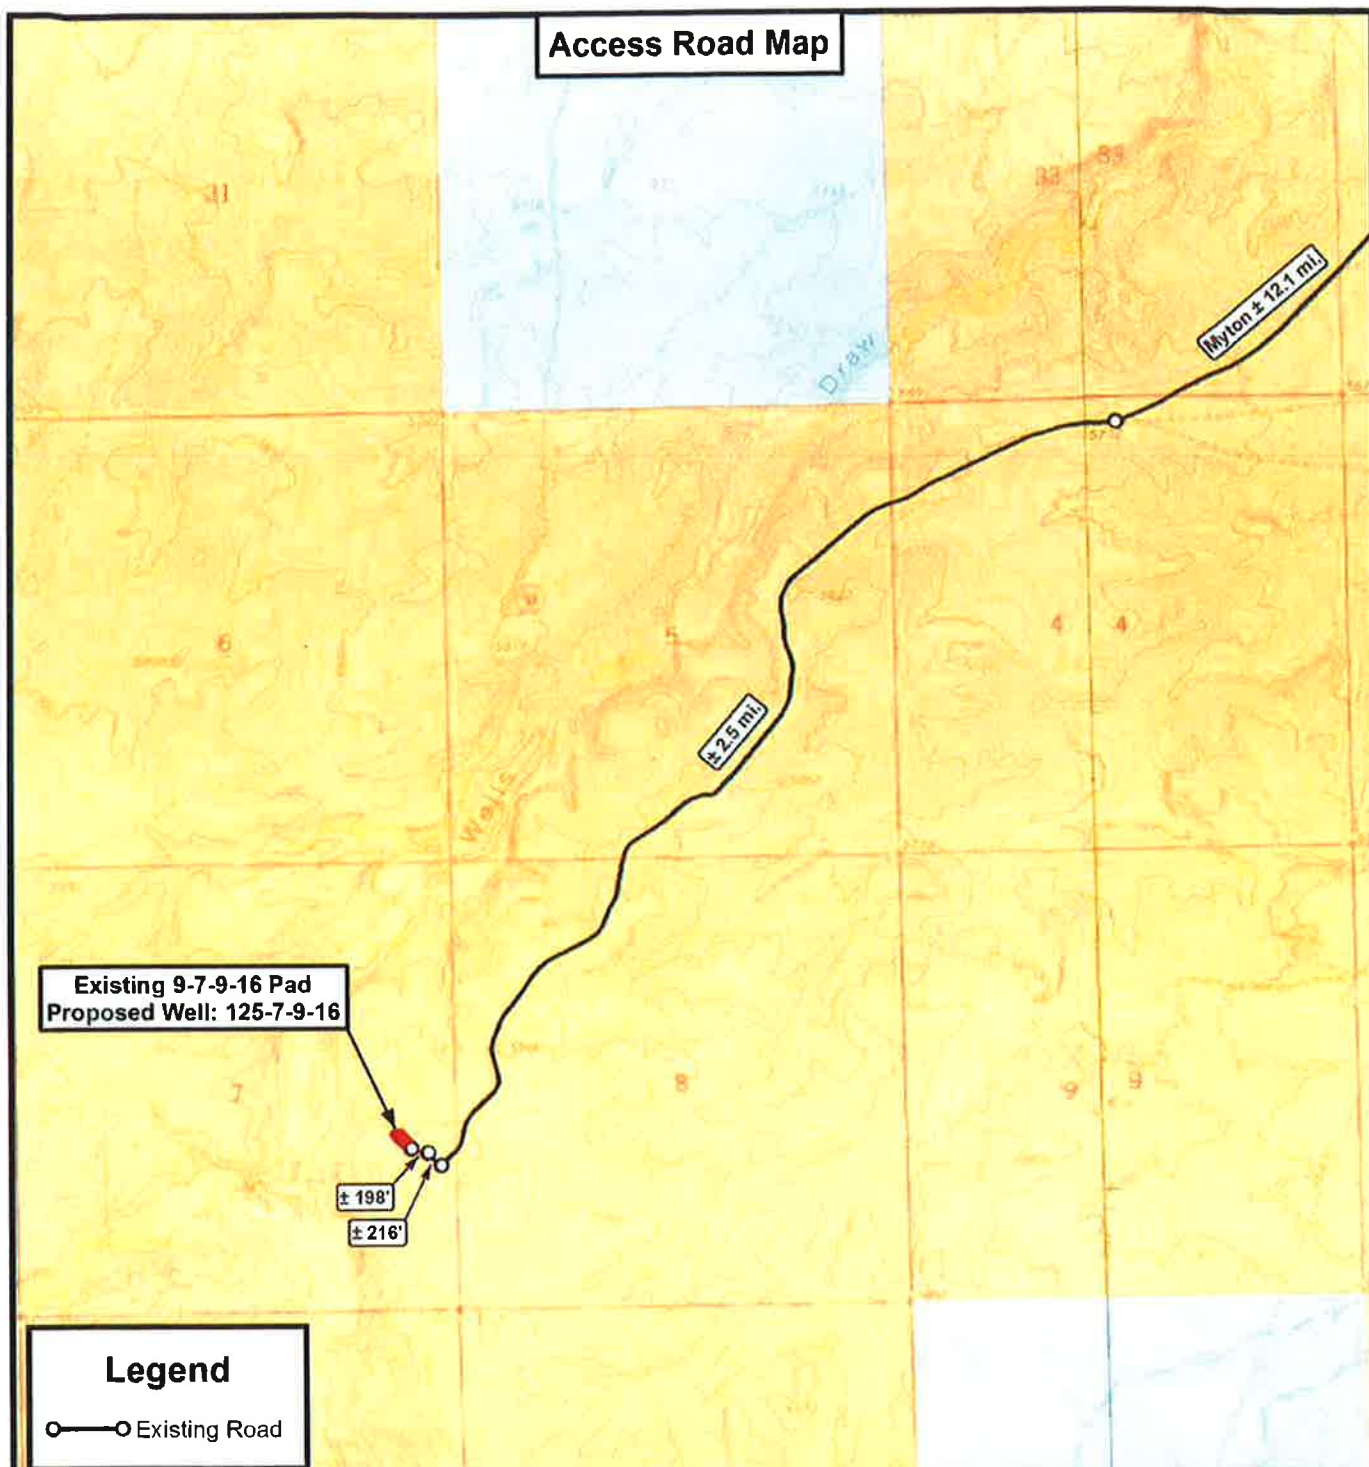 Access Road Map
31
33
33
Myton ± 12.1 mi.
Draw
6
5
4
4
± 2.5 mi.
Wells
Existing 9-7-9-16 Pad
Proposed Well: 125-7-9-16
7
8
9
9
± 198'
± 216'
Legend
Existing Road